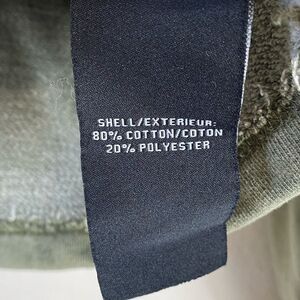 SHELL/EXTERIEUR:
80% COTTON/COTON
20% POLYESTER